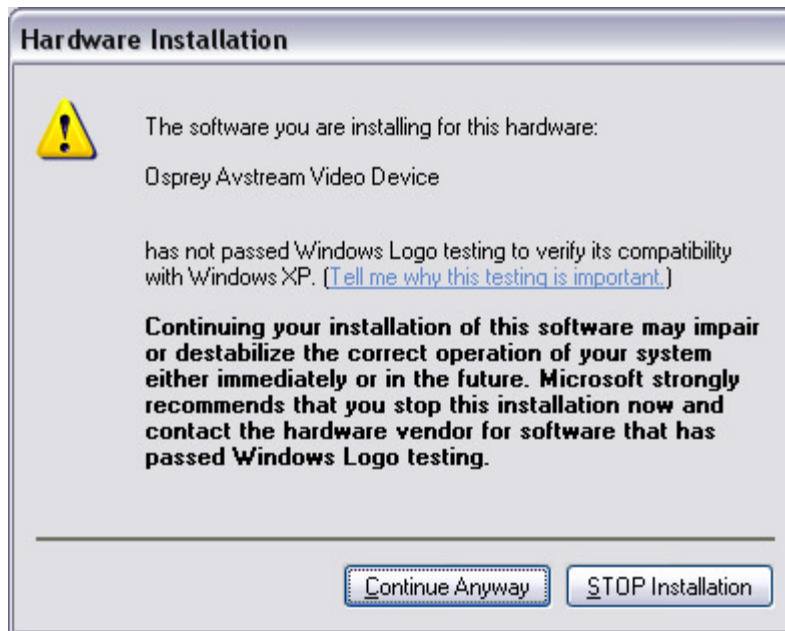 Hardware Installation
The software you are installing for this hardware:
Osprey Avstream Video Device
has not passed Windows Logo testing to verify its compatibility
with Windows XP. (Tell me why this testing is important.)
Continuing your installation of this software may impair
or destabilize the correct operation of your system
either immediately or in the future. Microsoft strongly
recommends that you stop this installation now and
contact the hardware vendor for software that has
passed Windows Logo testing.
Continue Anyway
STOP Installation